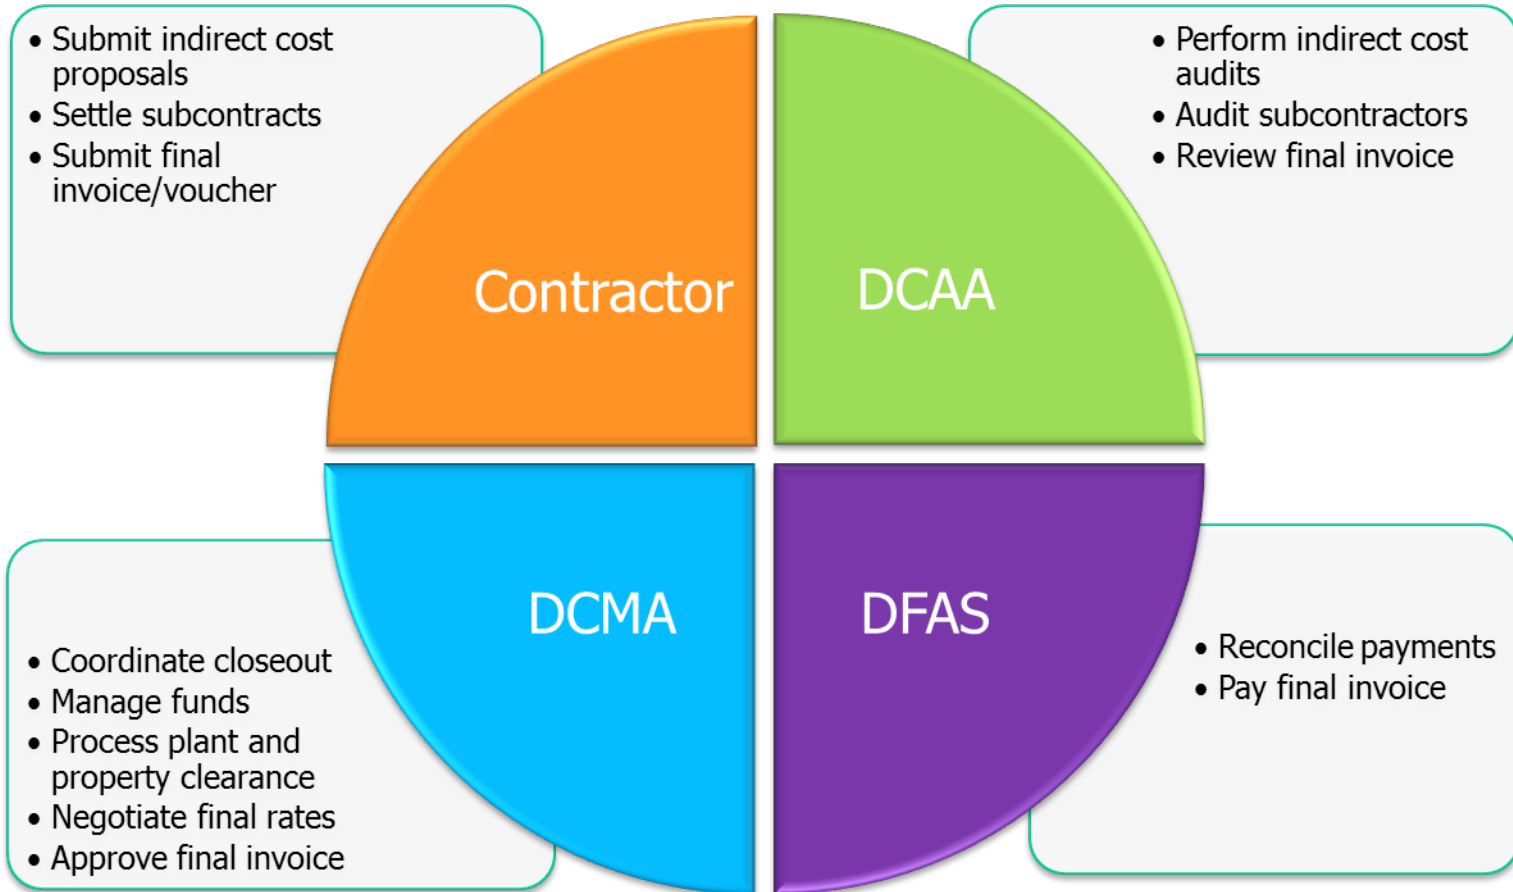 • Submit indirect cost
proposals
• Settle subcontracts
• Submit final
invoice/voucher
Contractor
• Perform indirect cost
audits
• Audit subcontractors
• Review final invoice
DCAA
• Coordinate closeout
• Manage funds
• Process plant and
property clearance
• Negotiate final rates
• Approve final invoice
DCMA
DFAS
• Reconcile payments
• Pay final invoice